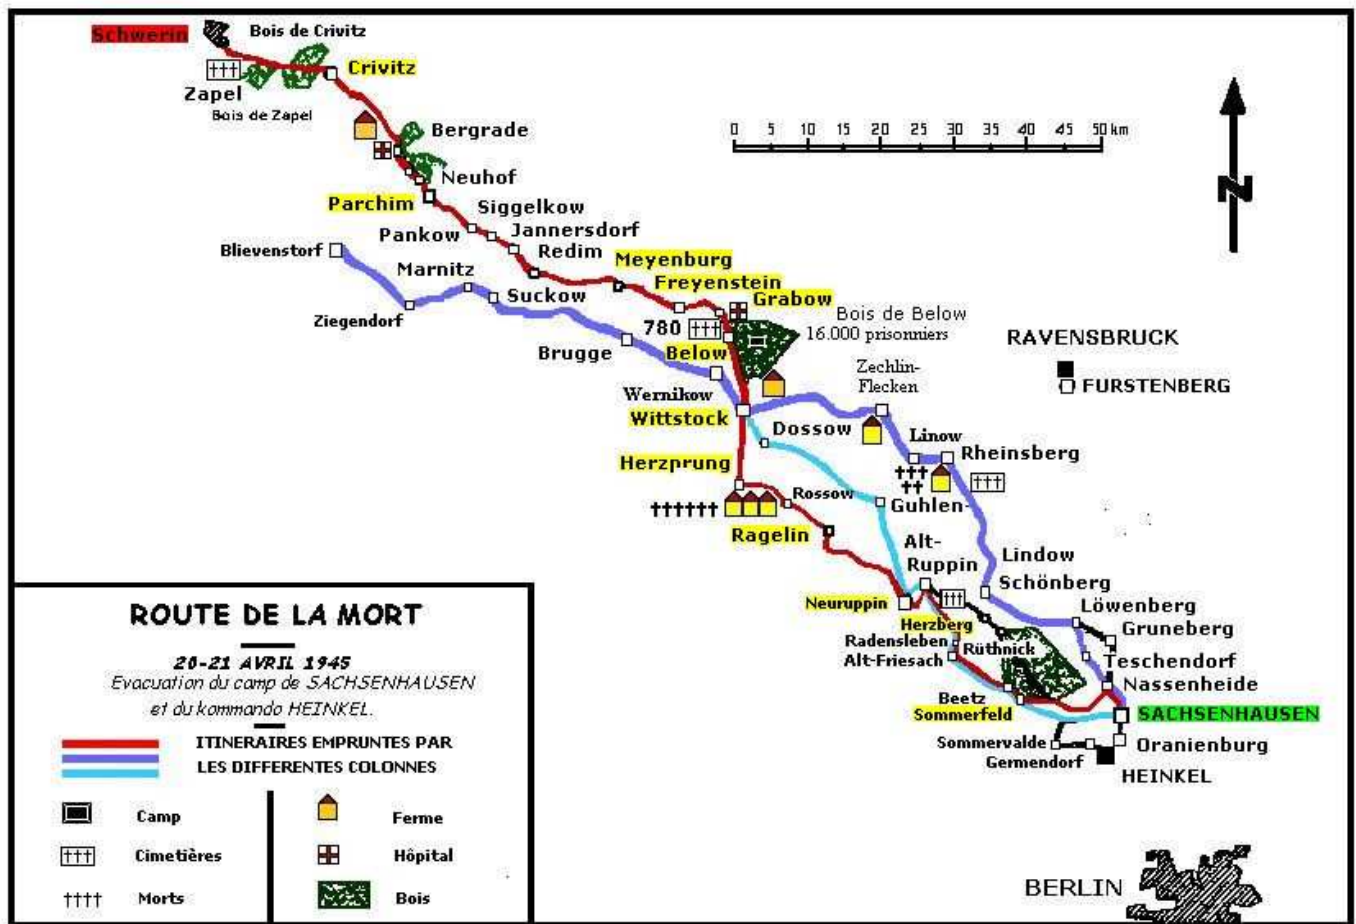 Schwerin
Bois de Crivitz
Crivitz
Zapel
Bois de Zapel
Bergrade
Neuhof
Parchim
Siggelkow
Pankow
Jannersdorf
Redim
Blievenstorf
Marnitz
Suckow
Ziegendorf
Meyenburg
Freyenstein
Grabow
780
Bois de Below
16.000 prisonniers
Brugge
Below
Wernikow
Wittstock
0 5 10 20 25 30 35 40 50 km
N
RAVENSBRUCK
FURSTENBERG
Zechlin-
Flecken
Dossow
Linow
Rheinsberg
Herzprung
Rossow
Guhlen-
Ragelin
Alt-
Ruppin
Lindow
Schönberg
Neuruppin
Herzberg
Löwenberg
Gruneberg
Radensleben
Rüthnick
Alt-Friesach
Teschendorf
Nassenheide
Beetz
Sommerfeld
SACHSENHAUSEN
Sommervalde
Oranienburg
Germendorf
HEINKEL
BERLIN
ROUTE DE LA MORT
20-21 AVRIL 1945
Evacuation du camp de SACHSENHAUSEN
et du kommando HEINKEL.
ITINERAIRES EMPRUNTES PAR
LES DIFFERENTES COLONNES
Camp
Ferme
Cimetières
Hôpital
Morts
Bois